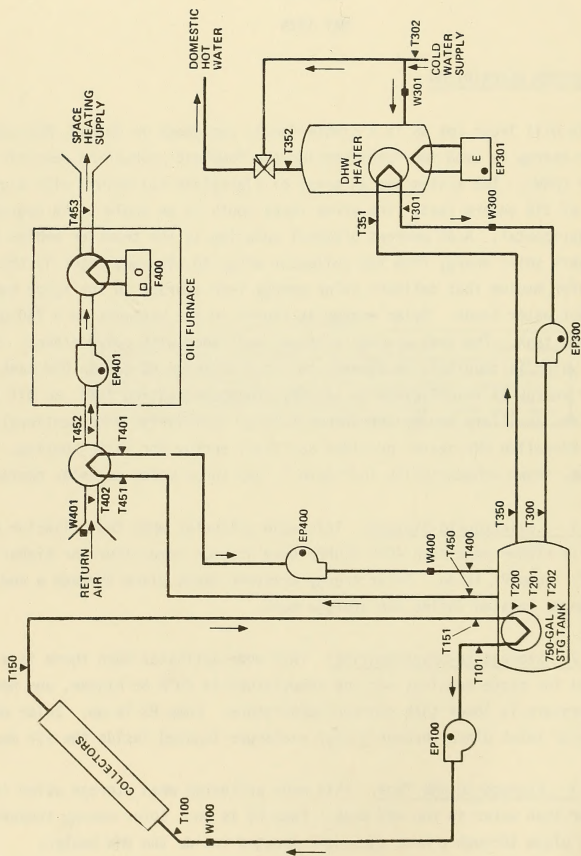 DOMESTIC
HOT
WATER
T302
COLD
WATER
SUPPLY
W301
T352
DHW
HEATER
E
EP301
T351
T301
W300
EP300
SPACE
HEATING
SUPPLY
T453
F400
O
OIL FURNACE
EP401
T452
T401
T451
W401
T402
RETURN
AIR
EP400
W400
T400
T450
T350
T300
T200
T201
T202
750-GAL
STG TANK
T151
T101
T150
COLLECTORS
T100
W100
EP100